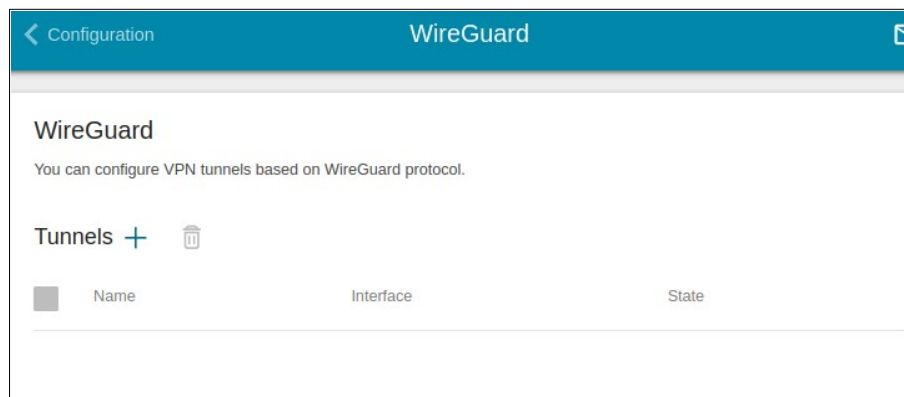 Configuration
WireGuard
WireGuard
You can configure VPN tunnels based on WireGuard protocol.
Tunnels
Name Interface State